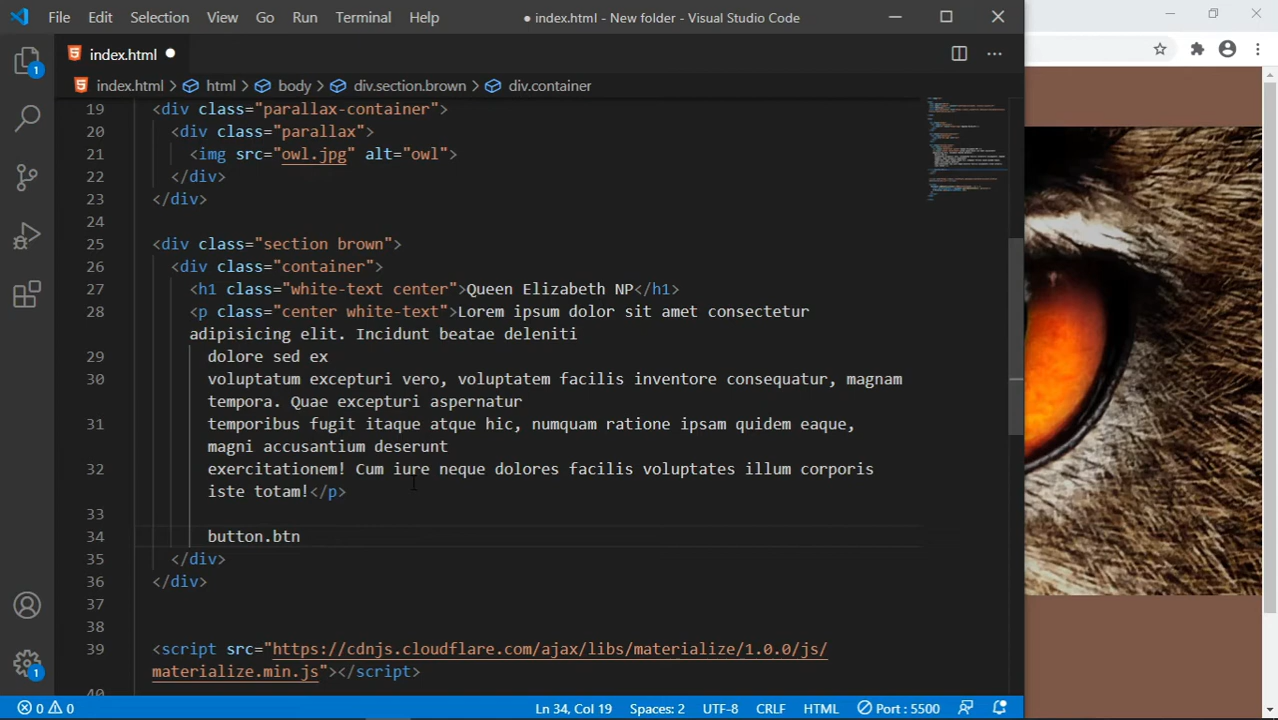 File Edit Selection View Go Run Terminal Help ● index.html - New folder - Visual Studio Code
index.html ●
1
index.html > html > body > div.section.brown > div.container
19 <div class="parallax-container">
20 <div class="parallax">
21 <img src="owl.jpg" alt="owl">
22 </div>
23 </div>
24
25 <div class="section brown">
26 <div class="container">
27 <h1 class="white-text center">Queen Elizabeth NP</h1>
28 <p class="center white-text">Lorem ipsum dolor sit amet consectetur
adipisicing elit. Incidunt beatae deleniti
29 dolore sed ex
30 voluptatum excepturi vero, voluptatem facilis inventore consequatur, magnam
tempora. Quae excepturi aspernatur
31 temporibus fugit itaque atque hic, numquam ratione ipsam quidem eaque,
magni accusantium deserunt
32 exercitationem! Cum iure neque dolores facilis voluptates illum corporis
iste totam!</p>
33
34 button.btn
35 </div>
36 </div>
37
38
39 <script src="https://cdnjs.cloudflare.com/ajax/libs/materialize/1.0.0/js/
materialize.min.js"></script>
40
1
0 0 Ln 34, Col 19 Spaces: 2 UTF-8 CRLF HTML Port : 5500